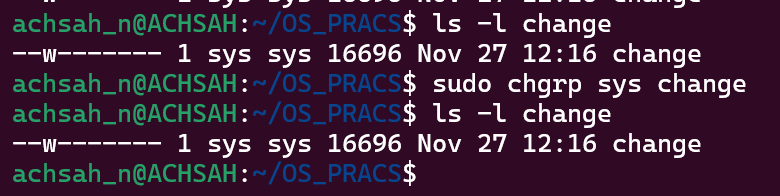 achsah_n@ACHSAH:~/OS_PRACS$ ls -l change
--w------- 1 sys sys 16696 Nov 27 12:16 change
achsah_n@ACHSAH:~/OS_PRACS$ sudo chgrp sys change
achsah_n@ACHSAH:~/OS_PRACS$ ls -l change
--w------- 1 sys sys 16696 Nov 27 12:16 change
achsah_n@ACHSAH:~/OS_PRACS$